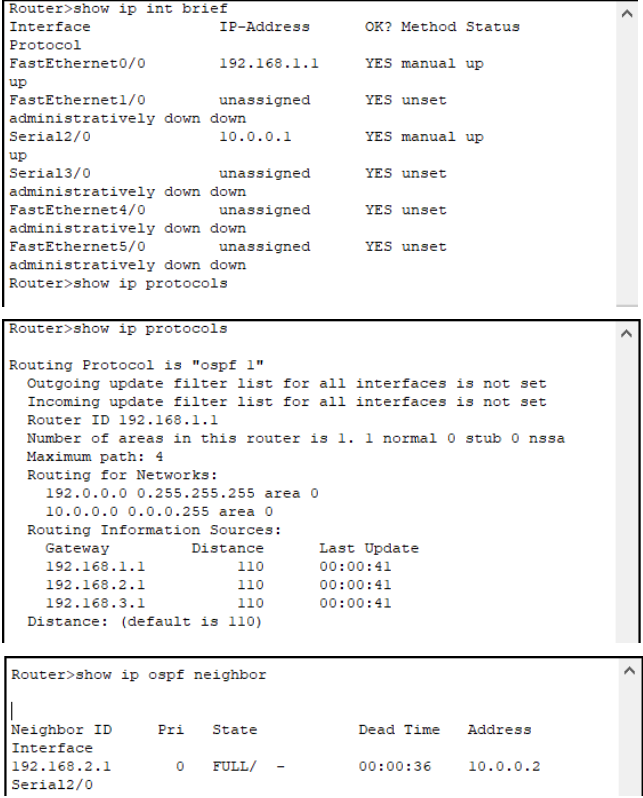 Router>show ip int brief
Interface              IP-Address      OK? Method Status
Protocol
FastEthernet0/0        192.168.1.1     YES manual up
up
FastEthernet1/0        unassigned      YES unset
administratively down down
Serial2/0              10.0.0.1        YES manual up
up
Serial3/0              unassigned      YES unset
administratively down down
FastEthernet4/0        unassigned      YES unset
administratively down down
FastEthernet5/0        unassigned      YES unset
administratively down down
Router>show ip protocols
Router>show ip protocols
Routing Protocol is "ospf 1"
  Outgoing update filter list for all interfaces is not set
  Incoming update filter list for all interfaces is not set
  Router ID 192.168.1.1
  Number of areas in this router is 1. 1 normal 0 stub 0 nssa
  Maximum path: 4
  Routing for Networks:
    192.0.0.0 0.255.255.255 area 0
    10.0.0.0 0.0.0.255 area 0
  Routing Information Sources:
    Gateway         Distance      Last Update
    192.168.1.1          110      00:00:41
    192.168.2.1          110      00:00:41
    192.168.3.1          110      00:00:41
  Distance: (default is 110)
Router>show ip ospf neighbor
Neighbor ID     Pri   State           Dead Time   Address
Interface
192.168.2.1       0   FULL/  -        00:00:36    10.0.0.2
Serial2/0